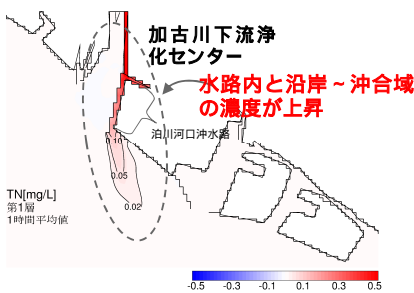 加古川下流浄
化センター
水路内と沿岸～沖合域
の濃度が上昇
泊川河口沖水路
0.10
0.05
0.02
TN[mg/L]
第1層
1時間平均値
-0.5 -0.3 -0.1 0.1 0.3 0.5